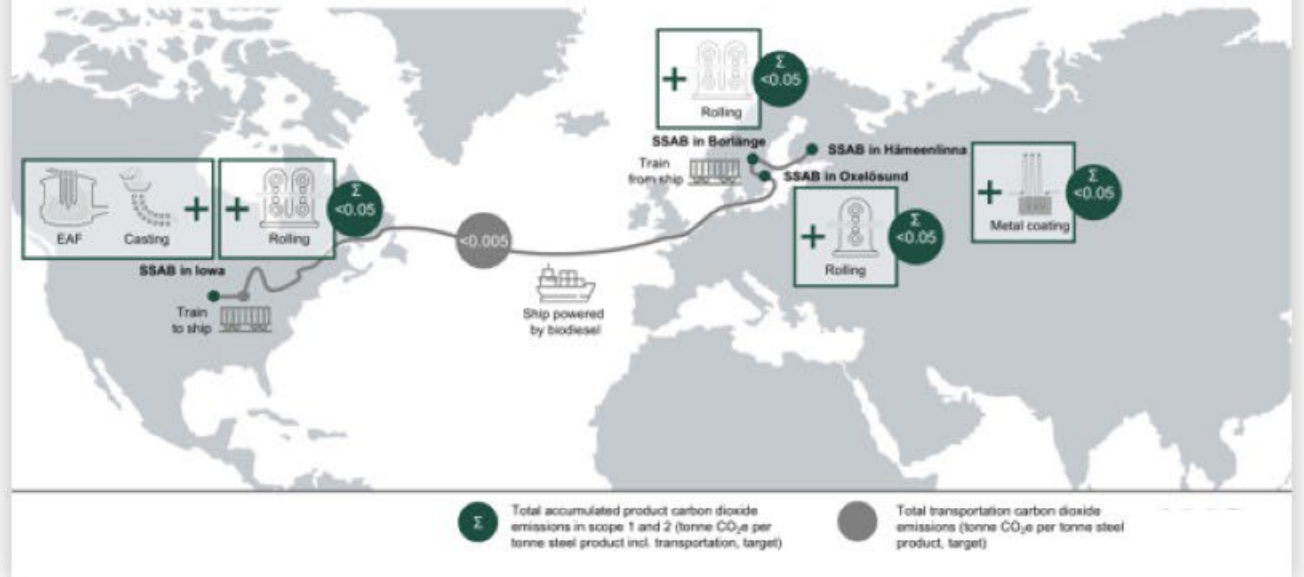 Σ
<0.05
Rolling
SSAB in Borlänge
Train
from ship
SSAB in Hämeenlinna
SSAB in Oxelösund
Σ
<0.05
Metal coating
EAF
Casting
Rolling
Σ
<0.05
<0.005
Σ
<0.05
Rolling
SSAB in Iowa
Train
to ship
Ship powered
by biodiesel
Σ
Total accumulated product carbon dioxide
emissions in scope 1 and 2 (tonne CO₂e per
tonne steel product incl. transportation, target)
Total transportation carbon dioxide
emissions (tonne CO₂e per tonne steel
product, target)